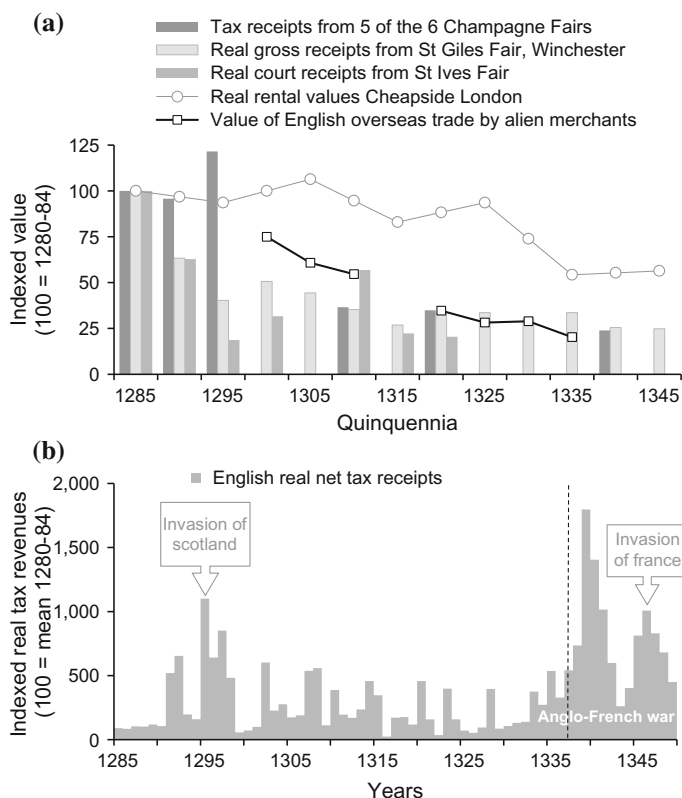 (a)
Tax receipts from 5 of the 6 Champagne Fairs
Real gross receipts from St Giles Fair, Winchester
Real court receipts from St Ives Fair
Real rental values Cheapside London
Value of English overseas trade by alien merchants
Indexed value
(100 = 1280-84)
125
100
75
50
25
0
1285 1295 1305 1315 1325 1335 1345
Quinquennia
(b)
English real net tax receipts
Indexed real tax revenues
(100 = mean 1280-84)
2,000
1,500
1,000
500
0
Invasion of
scotland
Invasion
of france
Anglo-French war
1285 1295 1305 1315 1325 1335 1345
Years